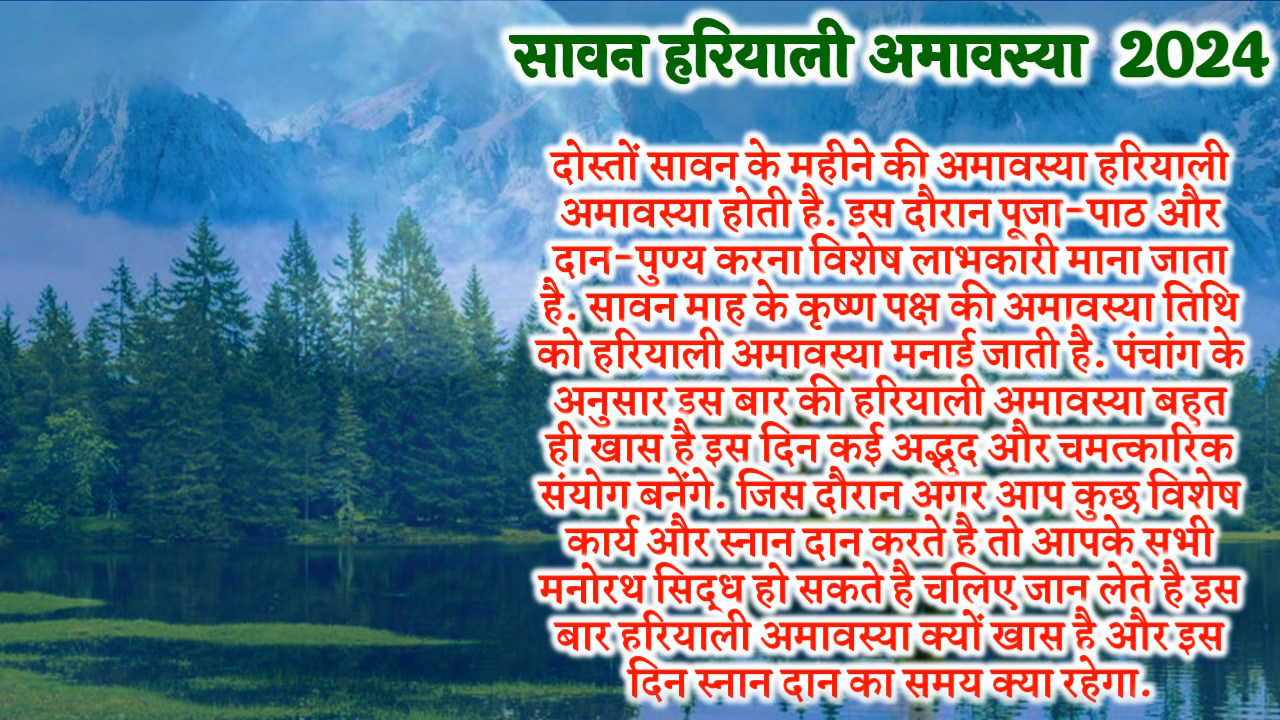 सावन हरियाली अमावस्या 2024
दोस्तों सावन के महीने की अमावस्या हरियाली
अमावस्या होती है. इस दौरान पूजा-पाठ और
दान-पुण्य करना विशेष लाभकारी माना जाता
है. सावन माह के कृष्ण पक्ष की अमावस्या तिथि
को हरियाली अमावस्या मनाई जाती है. पंचांग के
अनुसार इस बार की हरियाली अमावस्या बहुत
ही खास है इस दिन कई अद्भुद और चमत्कारिक
संयोग बनेंगे. जिस दौरान अगर आप कुछ विशेष
कार्य और स्नान दान करते है तो आपके सभी
मनोरथ सिद्ध हो सकते है चलिए जान लेते है इस
बार हरियाली अमावस्या क्यों खास है और इस
दिन स्नान दान का समय क्या रहेगा.